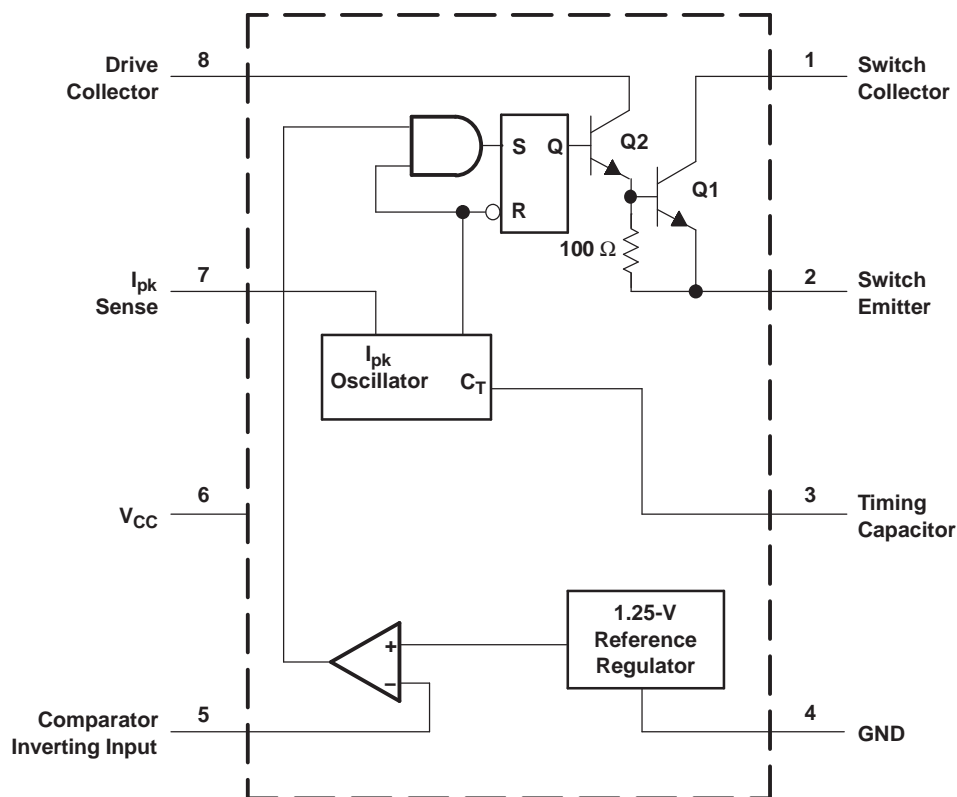 Drive
Collector
8
1
Switch
Collector
S
Q
R
Q2
Q1
100 Ω
Ipk
Sense
7
2
Switch
Emitter
Ipk
Oscillator
CT
6
VCC
3
Timing
Capacitor
1.25-V
Reference
Regulator
+
–
5
Comparator
Inverting Input
4
GND